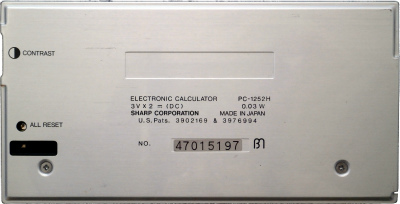 CONTRAST
ELECTRONIC CALCULATOR PC-1252H
3V X 2 ⎓ (DC) 0.03 W
SHARP CORPORATION MADE IN JAPAN
U.S. Pats. 3902169 & 3976994
ALL RESET
NO. 47015197